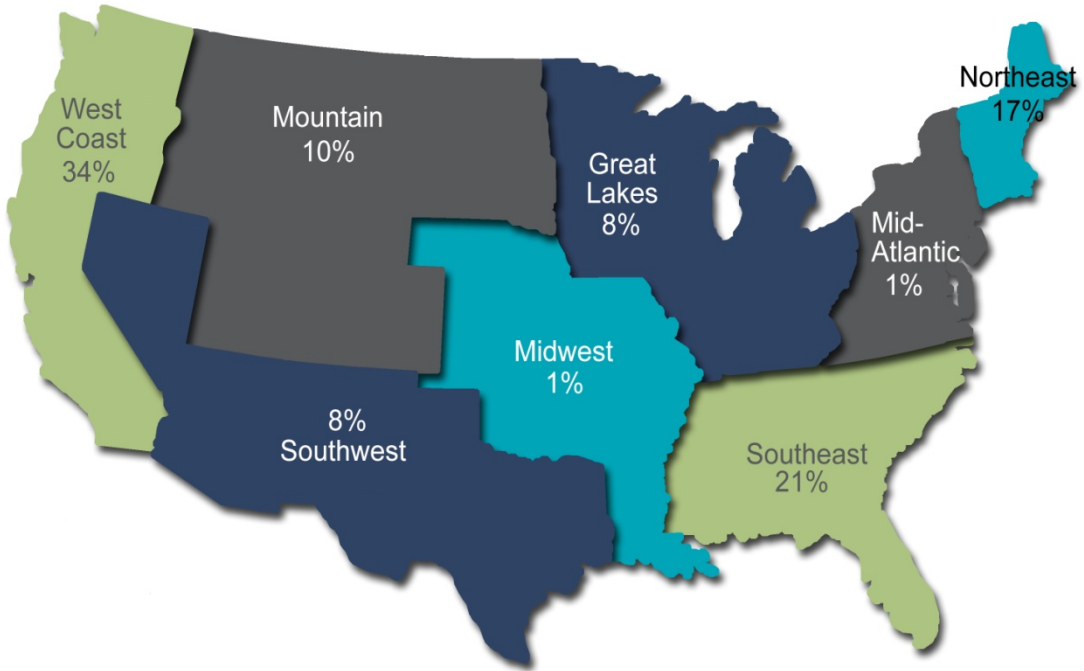 West
Coast
34%
Mountain
10%
Great
Lakes
8%
Northeast
17%
Mid-
Atlantic
1%
Midwest
1%
8%
Southwest
Southeast
21%